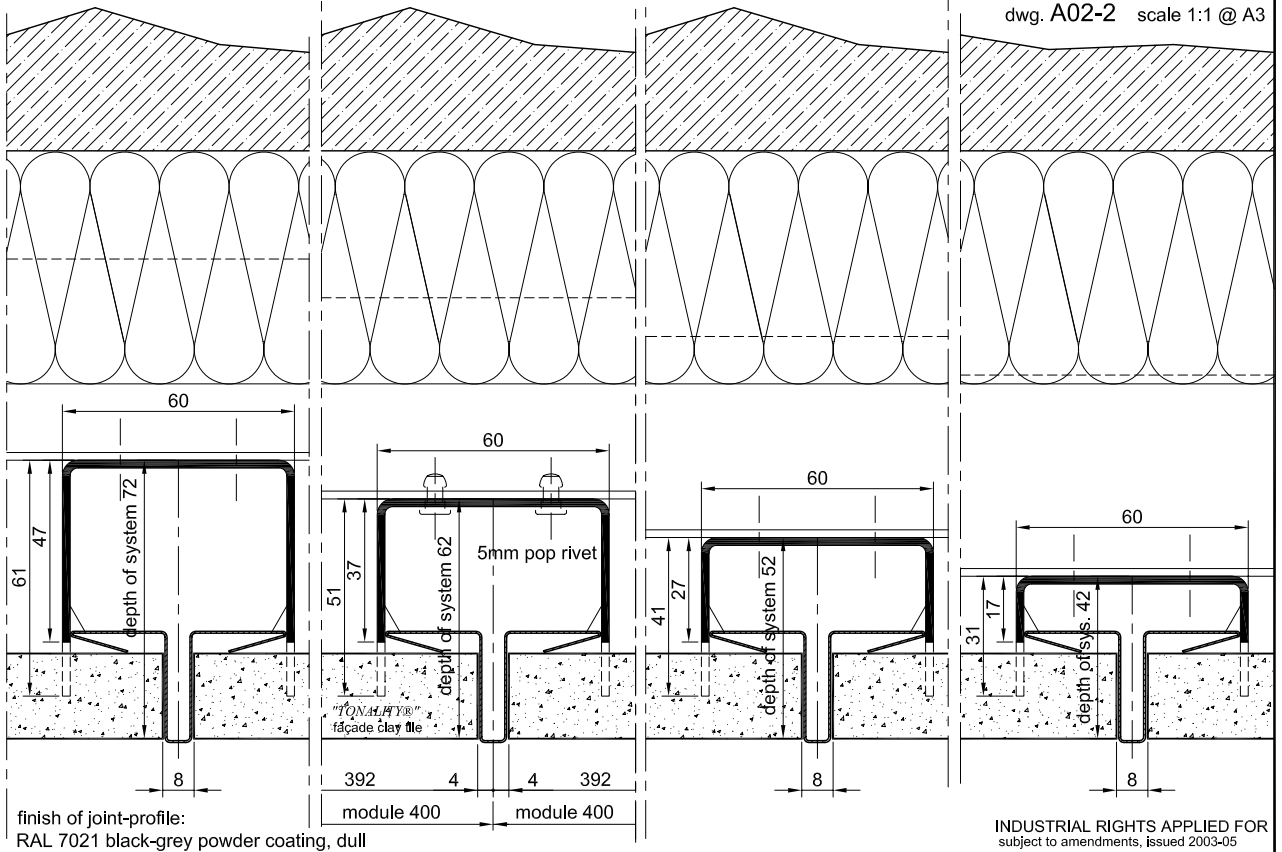 dwg. A02-2 scale 1:1 @ A3
60
61
47
depth of system 72
8
60
51
37
depth of system 62
5mm pop rivet
"TONALITY®"
façade clay tile
392 4 4 392
module 400 module 400
60
41
27
depth of system 52
8
60
31
17
depth of sys. 42
8
finish of joint-profile:
RAL 7021 black-grey powder coating, dull
INDUSTRIAL RIGHTS APPLIED FOR
subject to amendments, issued 2003-05